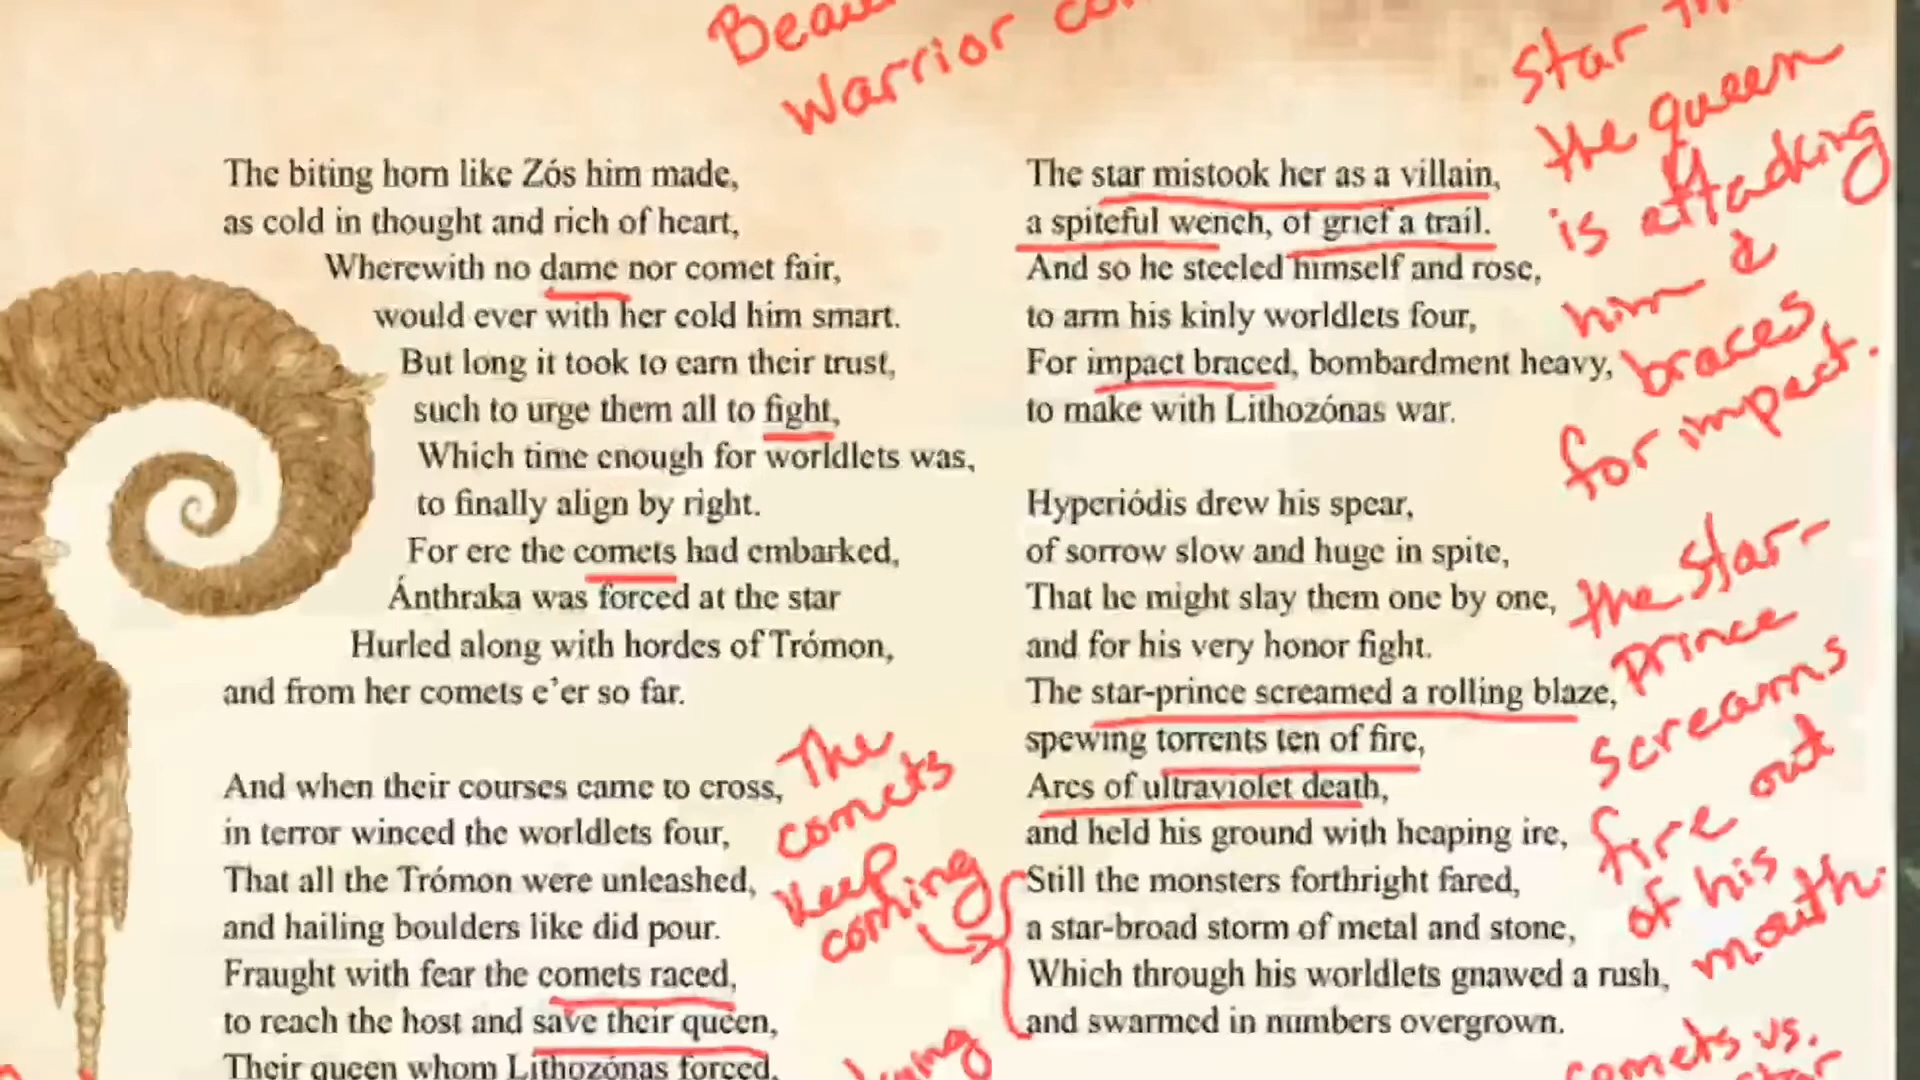 Warrior
The biting horn like Zós him made,
as cold in thought and rich of heart,
Wherewith no dame nor comet fair,
would ever with her cold him smart.
But long it took to earn their trust,
such to urge them all to fight,
Which time enough for worldlets was,
to finally align by right.
For ere the comets had embarked,
Ánthraka was forced at the star
Hurled along with hordes of Trómon,
and from her comets e'er so far.
And when their courses came to cross,
in terror winced the worldlets four,
That all the Trómon were unleashed,
and hailing boulders like did pour.
Fraught with fear the comets raced,
to reach the host and save their queen,
Their queen whom Lithozónas forced,
The
comets
keep
coming
The star mistook her as a villain,
a spiteful wench, of grief a trail.
And so he steeled himself and rose,
to arm his kinly worldlets four,
For impact braced, bombardment heavy,
to make with Lithozónas war.
Hyperiódis drew his spear,
of sorrow slow and huge in spite,
That he might slay them one by one,
and for his very honor fight.
The star-prince screamed a rolling blaze,
spewing torrents ten of fire,
Arcs of ultraviolet death,
and held his ground with heaping ire,
Still the monsters forthright fared,
a star-broad storm of metal and stone,
Which through his worldlets gnawed a rush,
and swarmed in numbers overgrown.
Star
the queen
is attacking
him &
braces
for impact.
the star-
prince
screams
fire out
of his
mouth.
comets vs.